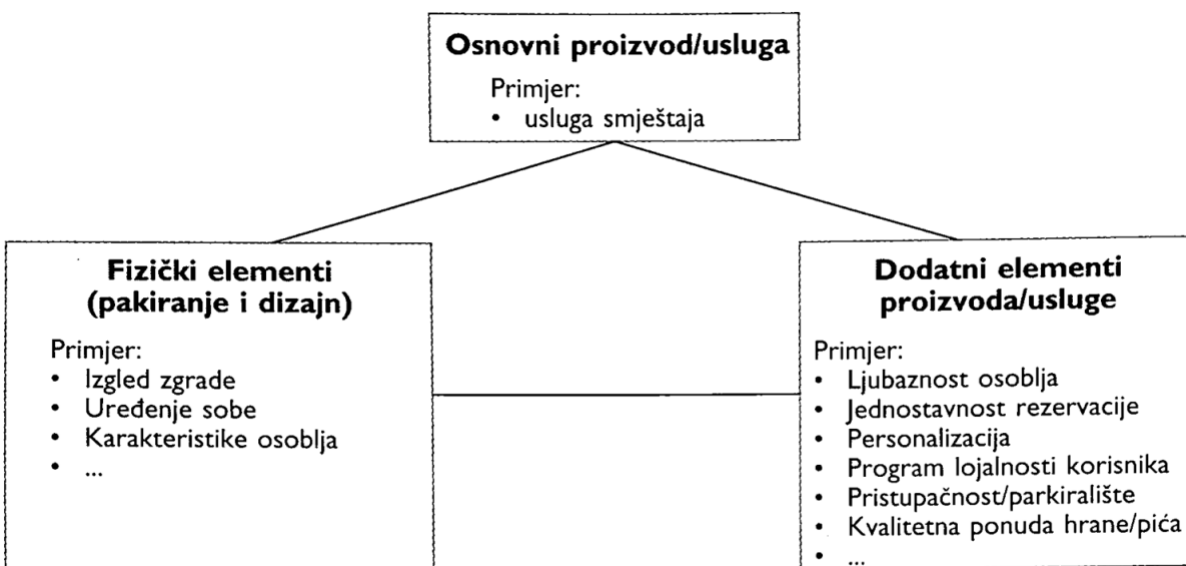 Osnovni proizvod/usluga
Primjer:
• usluga smještaja
Fizički elementi
(pakiranje i dizajn)
Primjer:
• Izgled zgrade
• Uređenje sobe
• Karakteristike osoblja
• ...
Dodatni elementi
proizvoda/usluge
Primjer:
• Ljubaznost osoblja
• Jednostavnost rezervacije
• Personalizacija
• Program lojalnosti korisnika
• Pristupačnost/parkiralište
• Kvalitetna ponuda hrane/pića
• ...